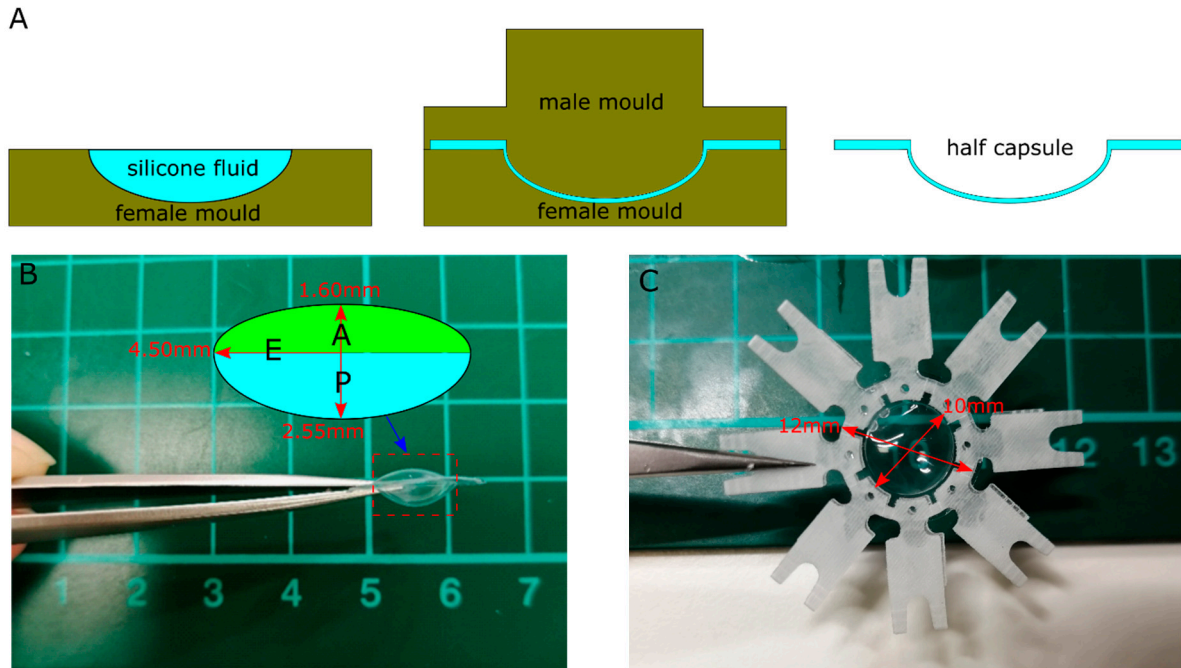 A
silicone fluid
female mould
male mould
female mould
half capsule
B
1.60mm
A
4.50mm
E
P
2.55mm
1 2 3 4 5 6 7
C
10mm
12mm
12 13